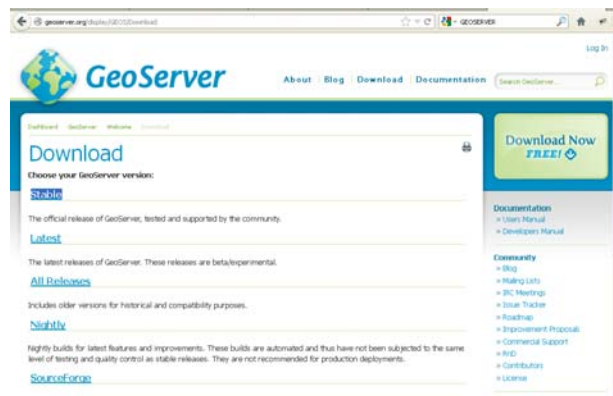 geoserver.org/display/GEOS/Download
GEOSERVER
Log In
GeoServer
About Blog Download Documentation
Search GeoServer...
Dashboard GeoServer Welcome Download
Download
Choose your GeoServer version:
Stable
The official release of GeoServer, tested and supported by the community.
Latest
The latest releases of GeoServer. These releases are beta/experimental.
All Releases
Includes older versions for historical and compatibility purposes.
Nightly
Nightly builds for latest features and improvements. These builds are automated and thus have not been subjected to the same
level of testing and quality control as stable releases. They are not recommended for production deployments.
SourceForge
Download Now
FREE!
Documentation
» Users Manual
» Developers Manual
Community
» Blog
» Mailing Lists
» IRC Meetings
» Issue Tracker
» Roadmap
» Improvement Proposals
» Commercial Support
» RnD
» Contributors
» License